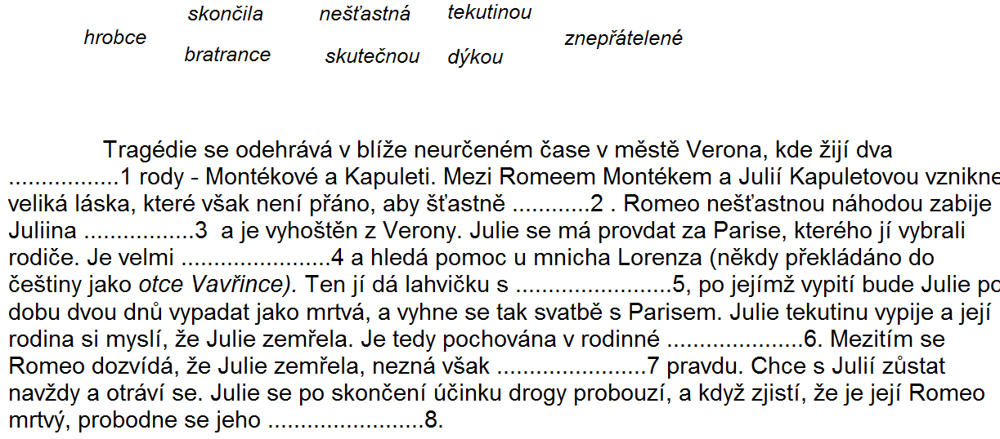 skončila nešťastná tekutinou
hrobce znepřátelené
bratrance skutečnou dýkou
Tragédie se odehrává v blíže neurčeném čase v městě Verona, kde žijí dva
.................1 rody - Montékové a Kapuleti. Mezi Romeem Montékem a Julií Kapuletovou vznikne
veliká láska, které však není přáno, aby šťastně ............2 . Romeo nešťastnou náhodou zabije
Juliina .................3 a je vyhoštěn z Verony. Julie se má provdat za Parise, kterého jí vybrali
rodiče. Je velmi .......................4 a hledá pomoc u mnicha Lorenza (někdy překládáno do
češtiny jako otce Vavřince). Ten jí dá lahvičku s ........................5, po jejímž vypití bude Julie po
dobu dvou dnů vypadat jako mrtvá, a vyhne se tak svatbě s Parisem. Julie tekutinu vypije a její
rodina si myslí, že Julie zemřela. Je tedy pochována v rodinné .....................6. Mezitím se
Romeo dozvídá, že Julie zemřela, nezná však .......................7 pravdu. Chce s Julií zůstat
navždy a otráví se. Julie se po skončení účinku drogy probouzí, a když zjistí, že je její Romeo
mrtvý, probodne se jeho ........................8.